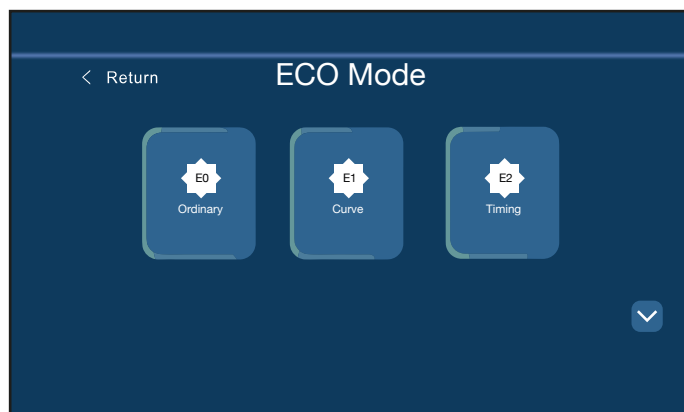 ECO Mode
Return
E0
E1
E2
Ordinary
Curve
Timing